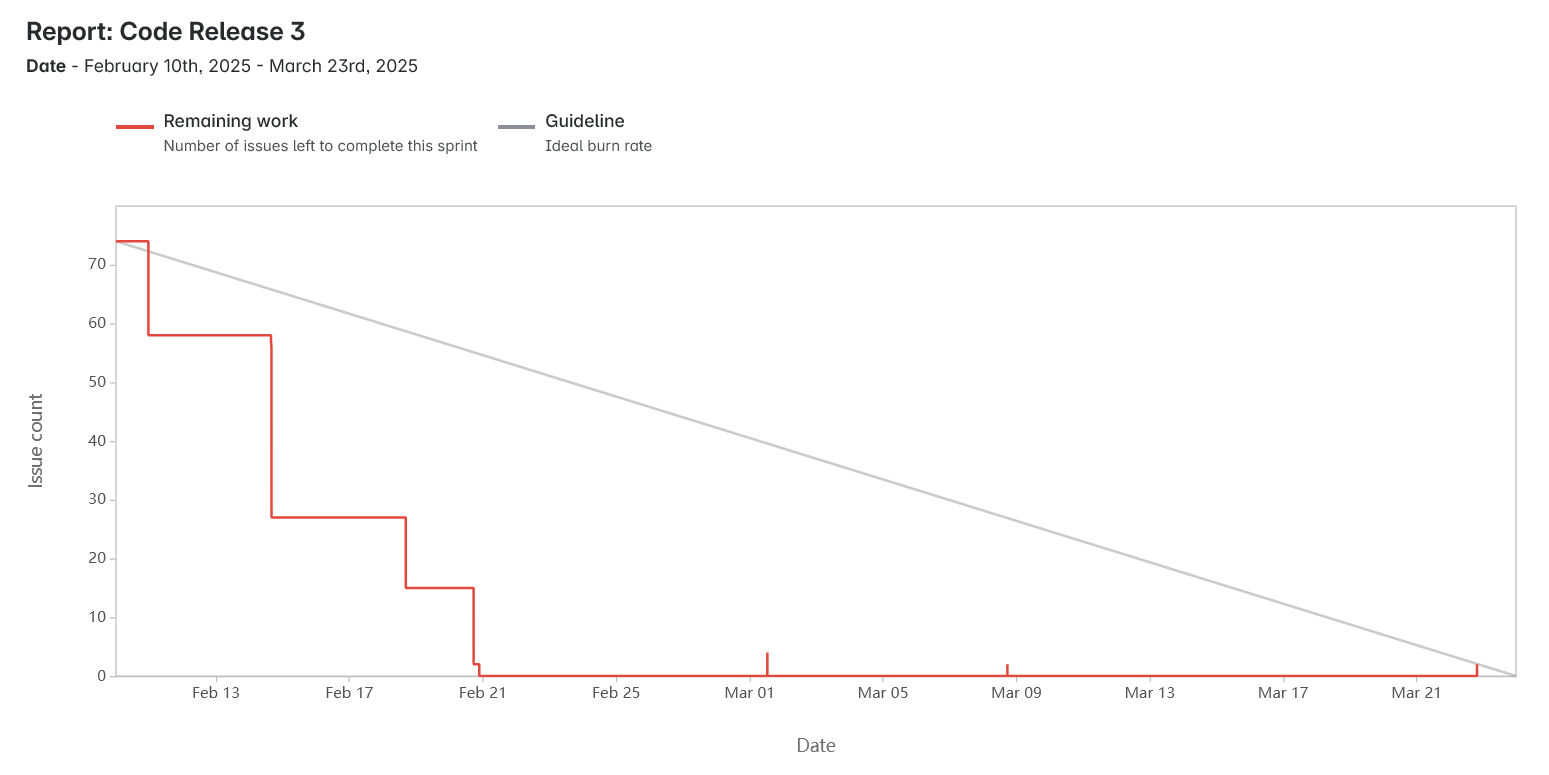 Report: Code Release 3
Date - February 10th, 2025 - March 23rd, 2025
Remaining work
Number of issues left to complete this sprint
Guideline
Ideal burn rate
Issue count
70
60
50
40
30
20
10
0
Feb 13 Feb 17 Feb 21 Feb 25 Mar 01 Mar 05 Mar 09 Mar 13 Mar 17 Mar 21
Date